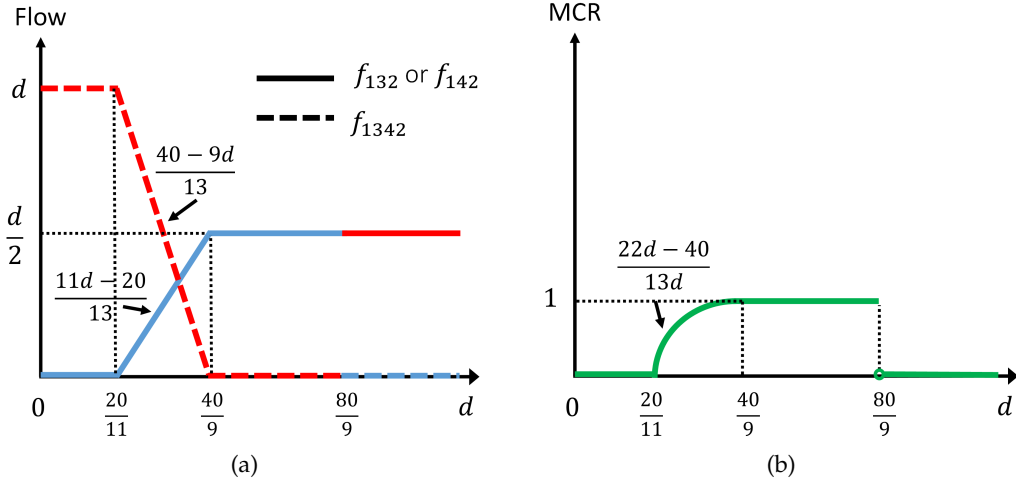 Flow
d
f₁₃₂ or f₁₄₂
f₁₃₄₂
40 − 9d
13
d
2
11d − 20
13
0
20
11
40
9
80
9
d
(a)
MCR
22d − 40
13d
1
0
20
11
40
9
80
9
d
(b)